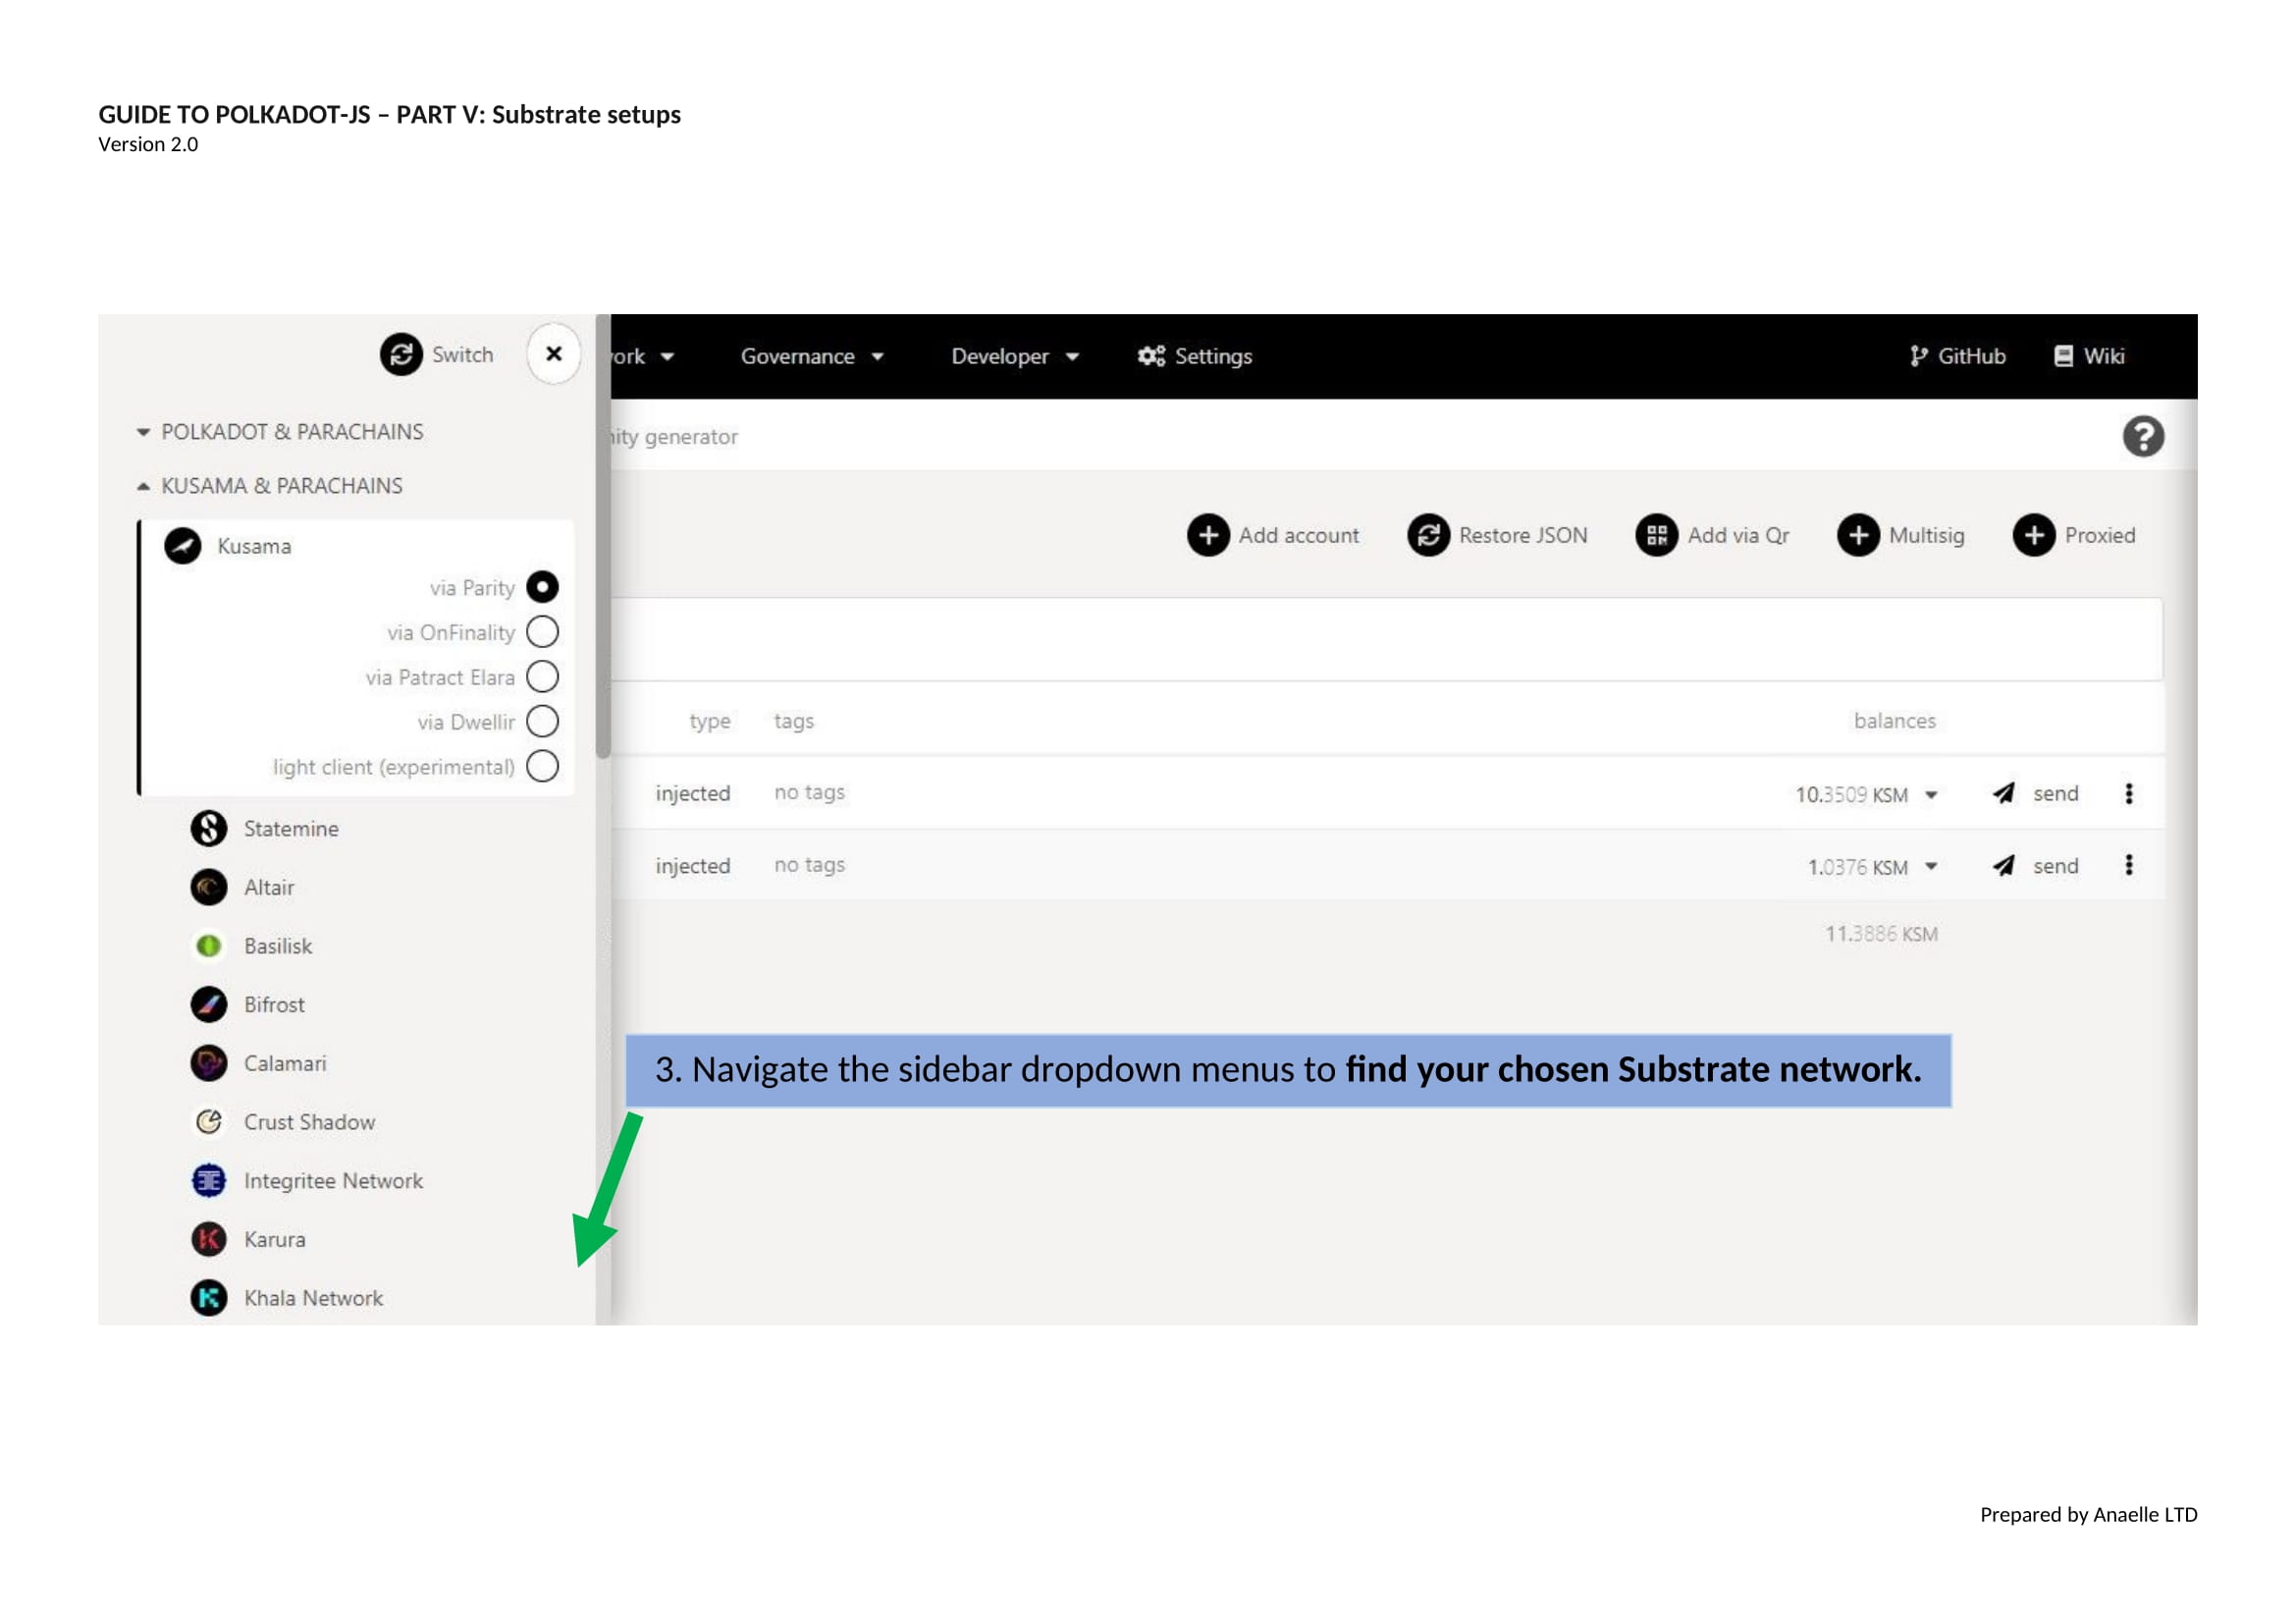 GUIDE TO POLKADOT-JS – PART V: Substrate setups
Version 2.0
Switch
ork
Governance
Developer
Settings
GitHub
Wiki
POLKADOT & PARACHAINS
nity generator
KUSAMA & PARACHAINS
Add account
Restore JSON
Add via Qr
Multisig
Proxied
Kusama
via Parity
via OnFinality
via Patract Elara
via Dwellir
light client (experimental)
type
tags
balances
injected
no tags
10.3509 KSM
send
injected
no tags
1.0376 KSM
send
11.3886 KSM
Statemine
Altair
Basilisk
Bifrost
Calamari
Crust Shadow
Integritee Network
Karura
Khala Network
3. Navigate the sidebar dropdown menus to find your chosen Substrate network.
Prepared by Anaelle LTD